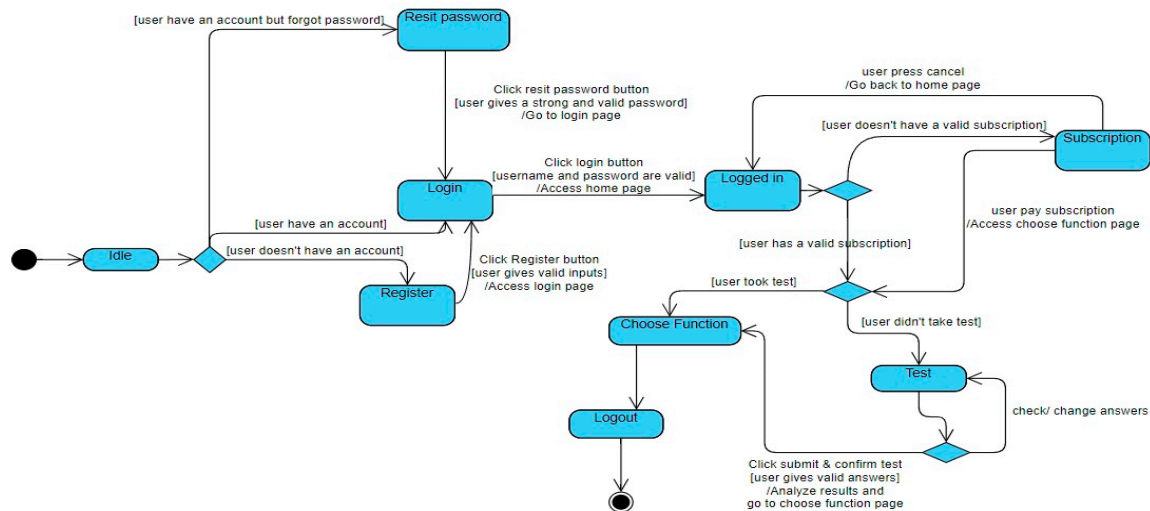 Resit password
[user have an account but forgot password]
Click resit password button
[user gives a strong and valid password]
/Go to login page
user press cancel
/Go back to home page
[user doesn't have a valid subscription]
Subscription
Click login button
[username and password are valid]
/Access home page
Login
Logged in
[user have an account]
user pay subscription
/Access choose function page
Idle
[user doesn't have an account]
[user has a valid subscription]
Click Register button
[user gives valid inputs]
/Access login page
Register
[user took test]
Choose Function
[user didn't take test]
Test
Logout
check/ change answers
Click submit & confirm test
[user gives valid answers]
/Analyze results and
go to choose function page